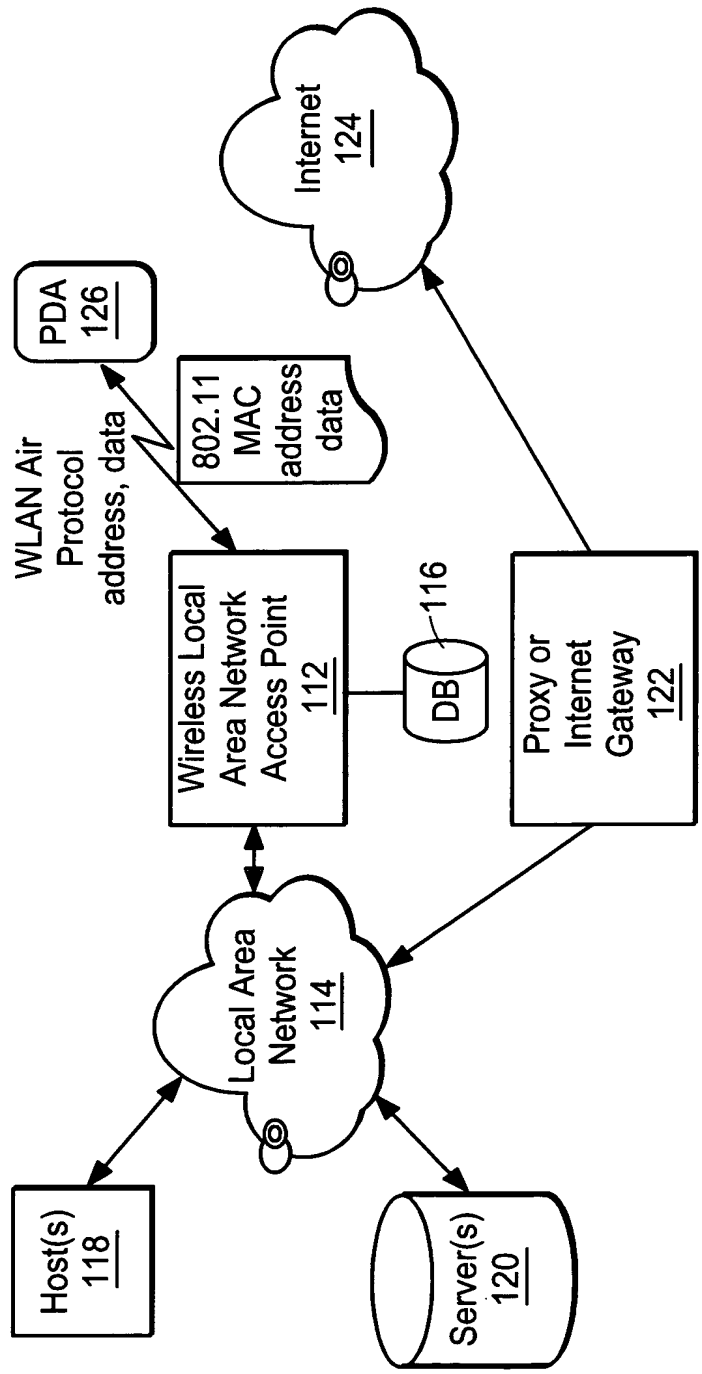 Host(s)
118
Server(s)
120
Local Area
Network
114
Wireless Local
Area Network
Access Point
112
DB
116
WLAN Air
Protocol
address, data
802.11
MAC
address
data
PDA
126
Proxy or
Internet
Gateway
122
Internet
124